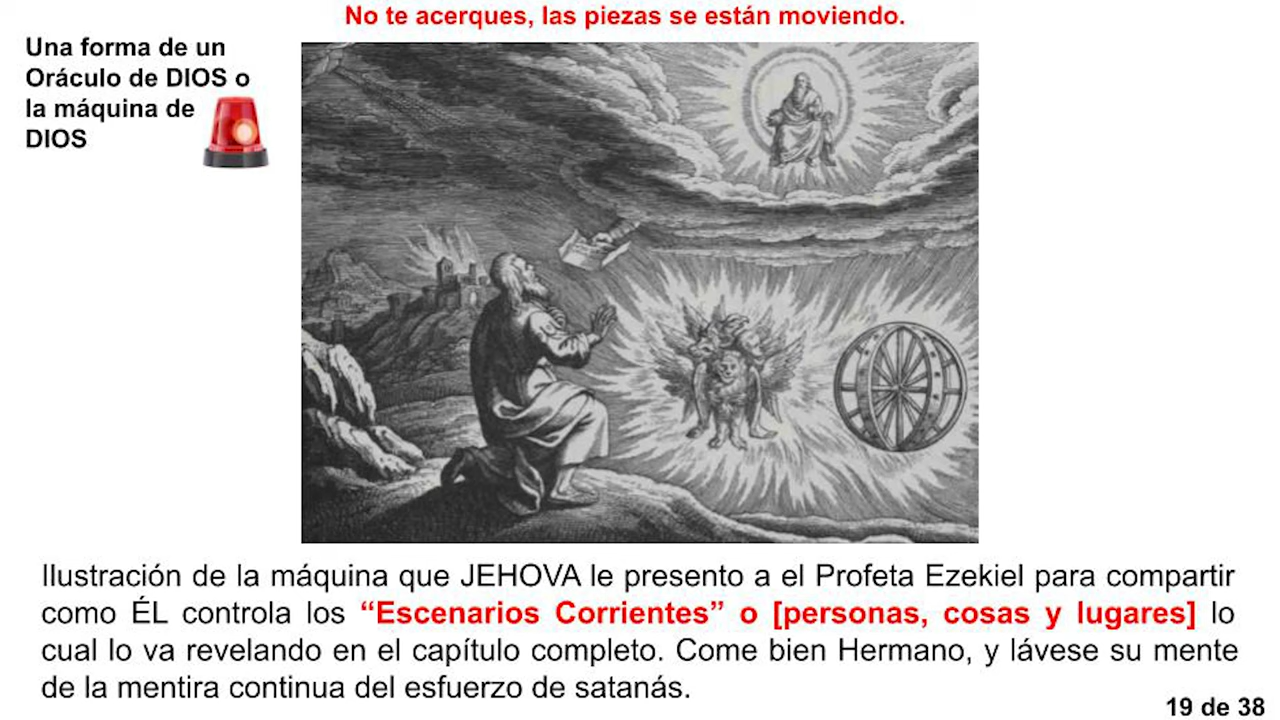 No te acerques, las piezas se están moviendo.
Una forma de un
Oráculo de DIOS o
la máquina de
DIOS
Ilustración de la máquina que JEHOVA le presento a el Profeta Ezekiel para compartir
como ÉL controla los “Escenarios Corrientes” o [personas, cosas y lugares] lo
cual lo va revelando en el capítulo completo. Come bien Hermano, y lávese su mente
de la mentira continua del esfuerzo de satanás.
19 de 38